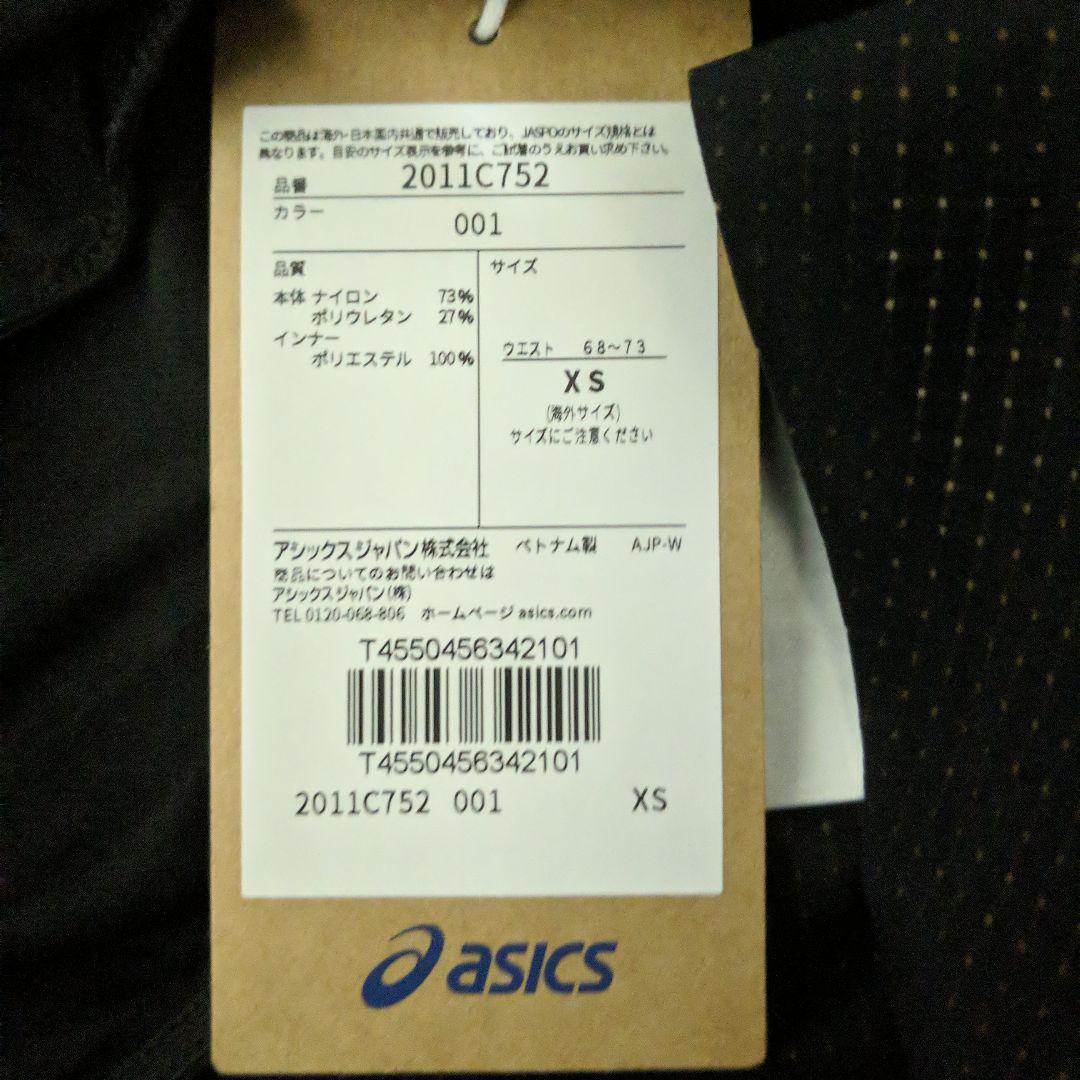 この商品は海外・日本国内共通で販売しており、JASPOのサイズ規格とは
異なります。目安のサイズ表示を参考に、ご試着のうえお買い求め下さい。
品番 2011C752
カラー 001
品質
本体 ナイロン 73%
ポリウレタン 27%
インナー
ポリエステル 100%
サイズ
ウエスト 68～73
XS
(海外サイズ)
サイズにご注意ください
アシックスジャパン株式会社 ベトナム製 AJP-W
商品についてのお問い合わせは
アシックスジャパン(株)
TEL 0120-068-806 ホームページ asics.com
T4550456342101
T4550456342101
2011C752 001 XS
asics